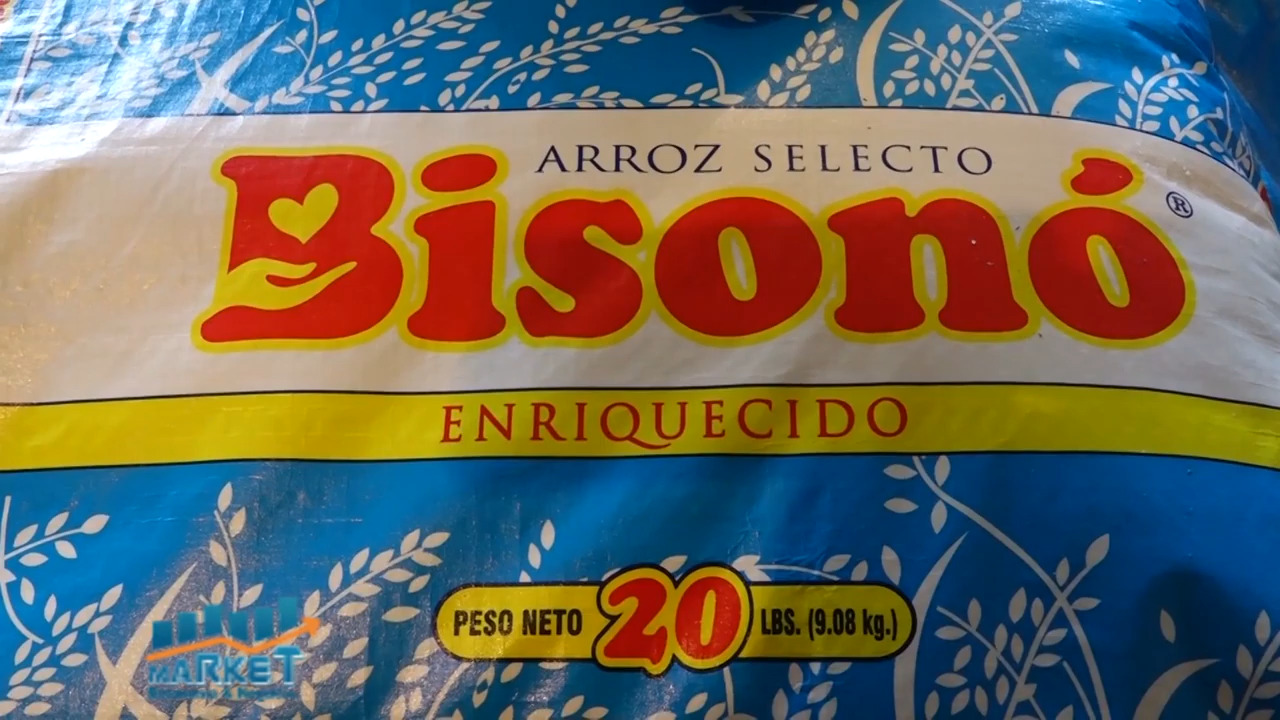 ARROZ SELECTO
Bisonó®
ENRIQUECIDO
PESO NETO 20 LBS. (9.08 kg.)
MARKET